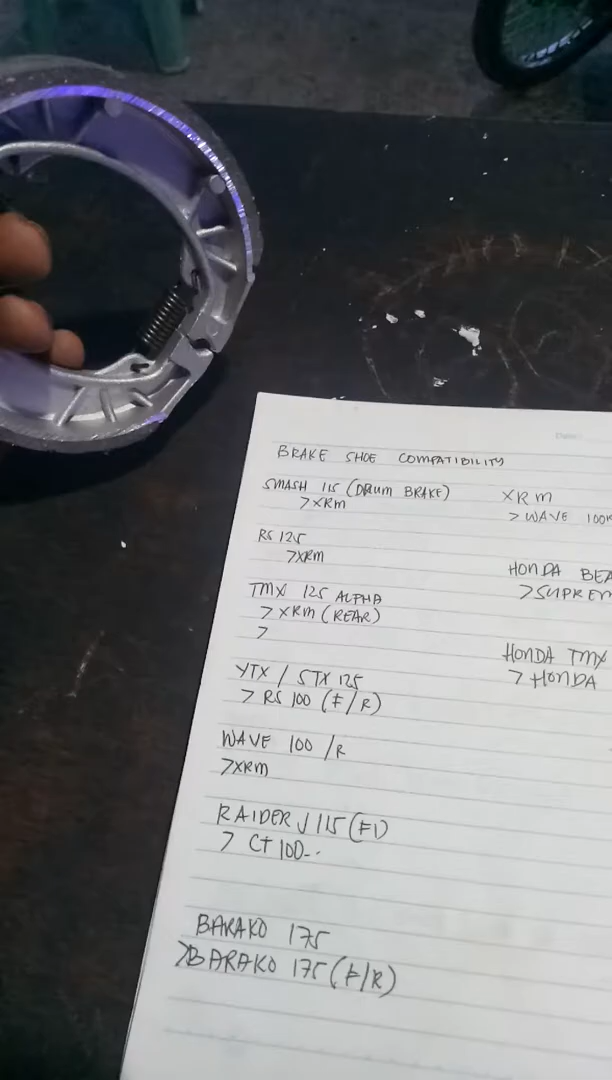 BRAKE SHOE COMPATIBILITY
SMASH 115 (DRUM BRAKE)
>XRM
RS 125
>XRM
TMX 125 ALPHA
> XRM (REAR)
>
YTX / STX 125
> RS 100 (F/R)
WAVE 100 /R
>XRM
RAIDER J 115 (FI)
> CT 100-.
BARAKO 175
>BARAKO 175 (F/R)
XRM
> WAVE
HONDA
HONDA TMX
> HONDA